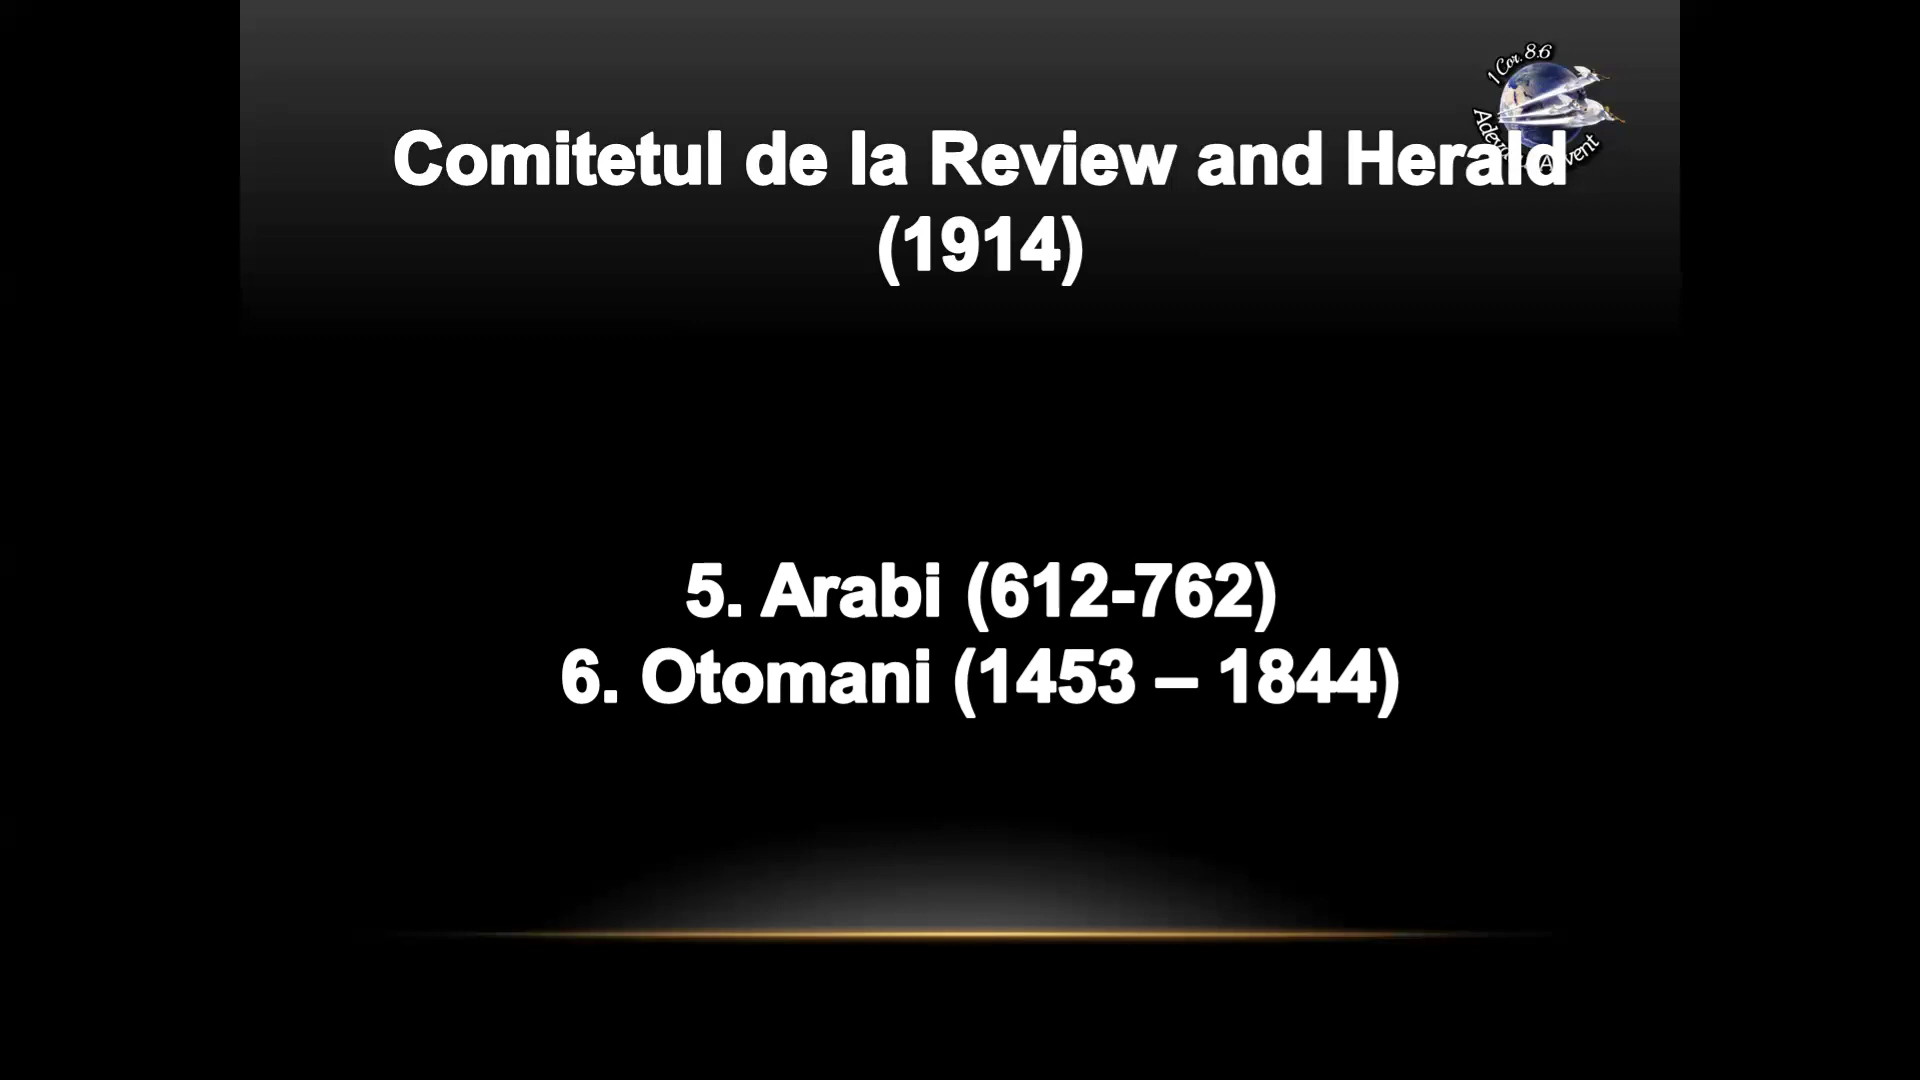 1 Cor. 8:6
Comitetul de la Review and Herald
(1914)
5. Arabi (612-762)
6. Otomani (1453 – 1844)